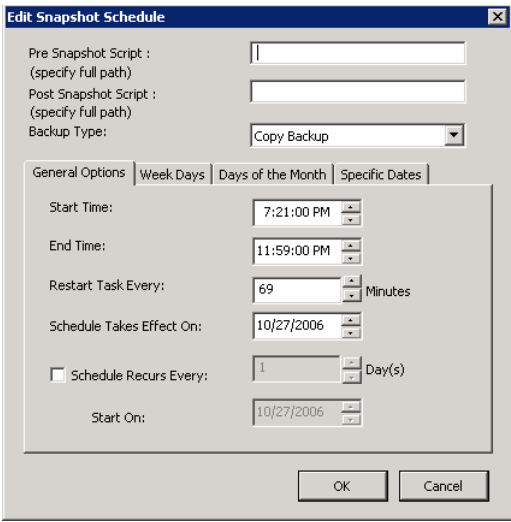 Edit Snapshot Schedule
Pre Snapshot Script :
(specify full path)
Post Snapshot Script :
(specify full path)
Backup Type:
Copy Backup
General Options Week Days Days of the Month Specific Dates
Start Time: 7:21:00 PM
End Time: 11:59:00 PM
Restart Task Every: 69 Minutes
Schedule Takes Effect On: 10/27/2006
Schedule Recurs Every: 1 Day(s)
Start On: 10/27/2006
OK Cancel